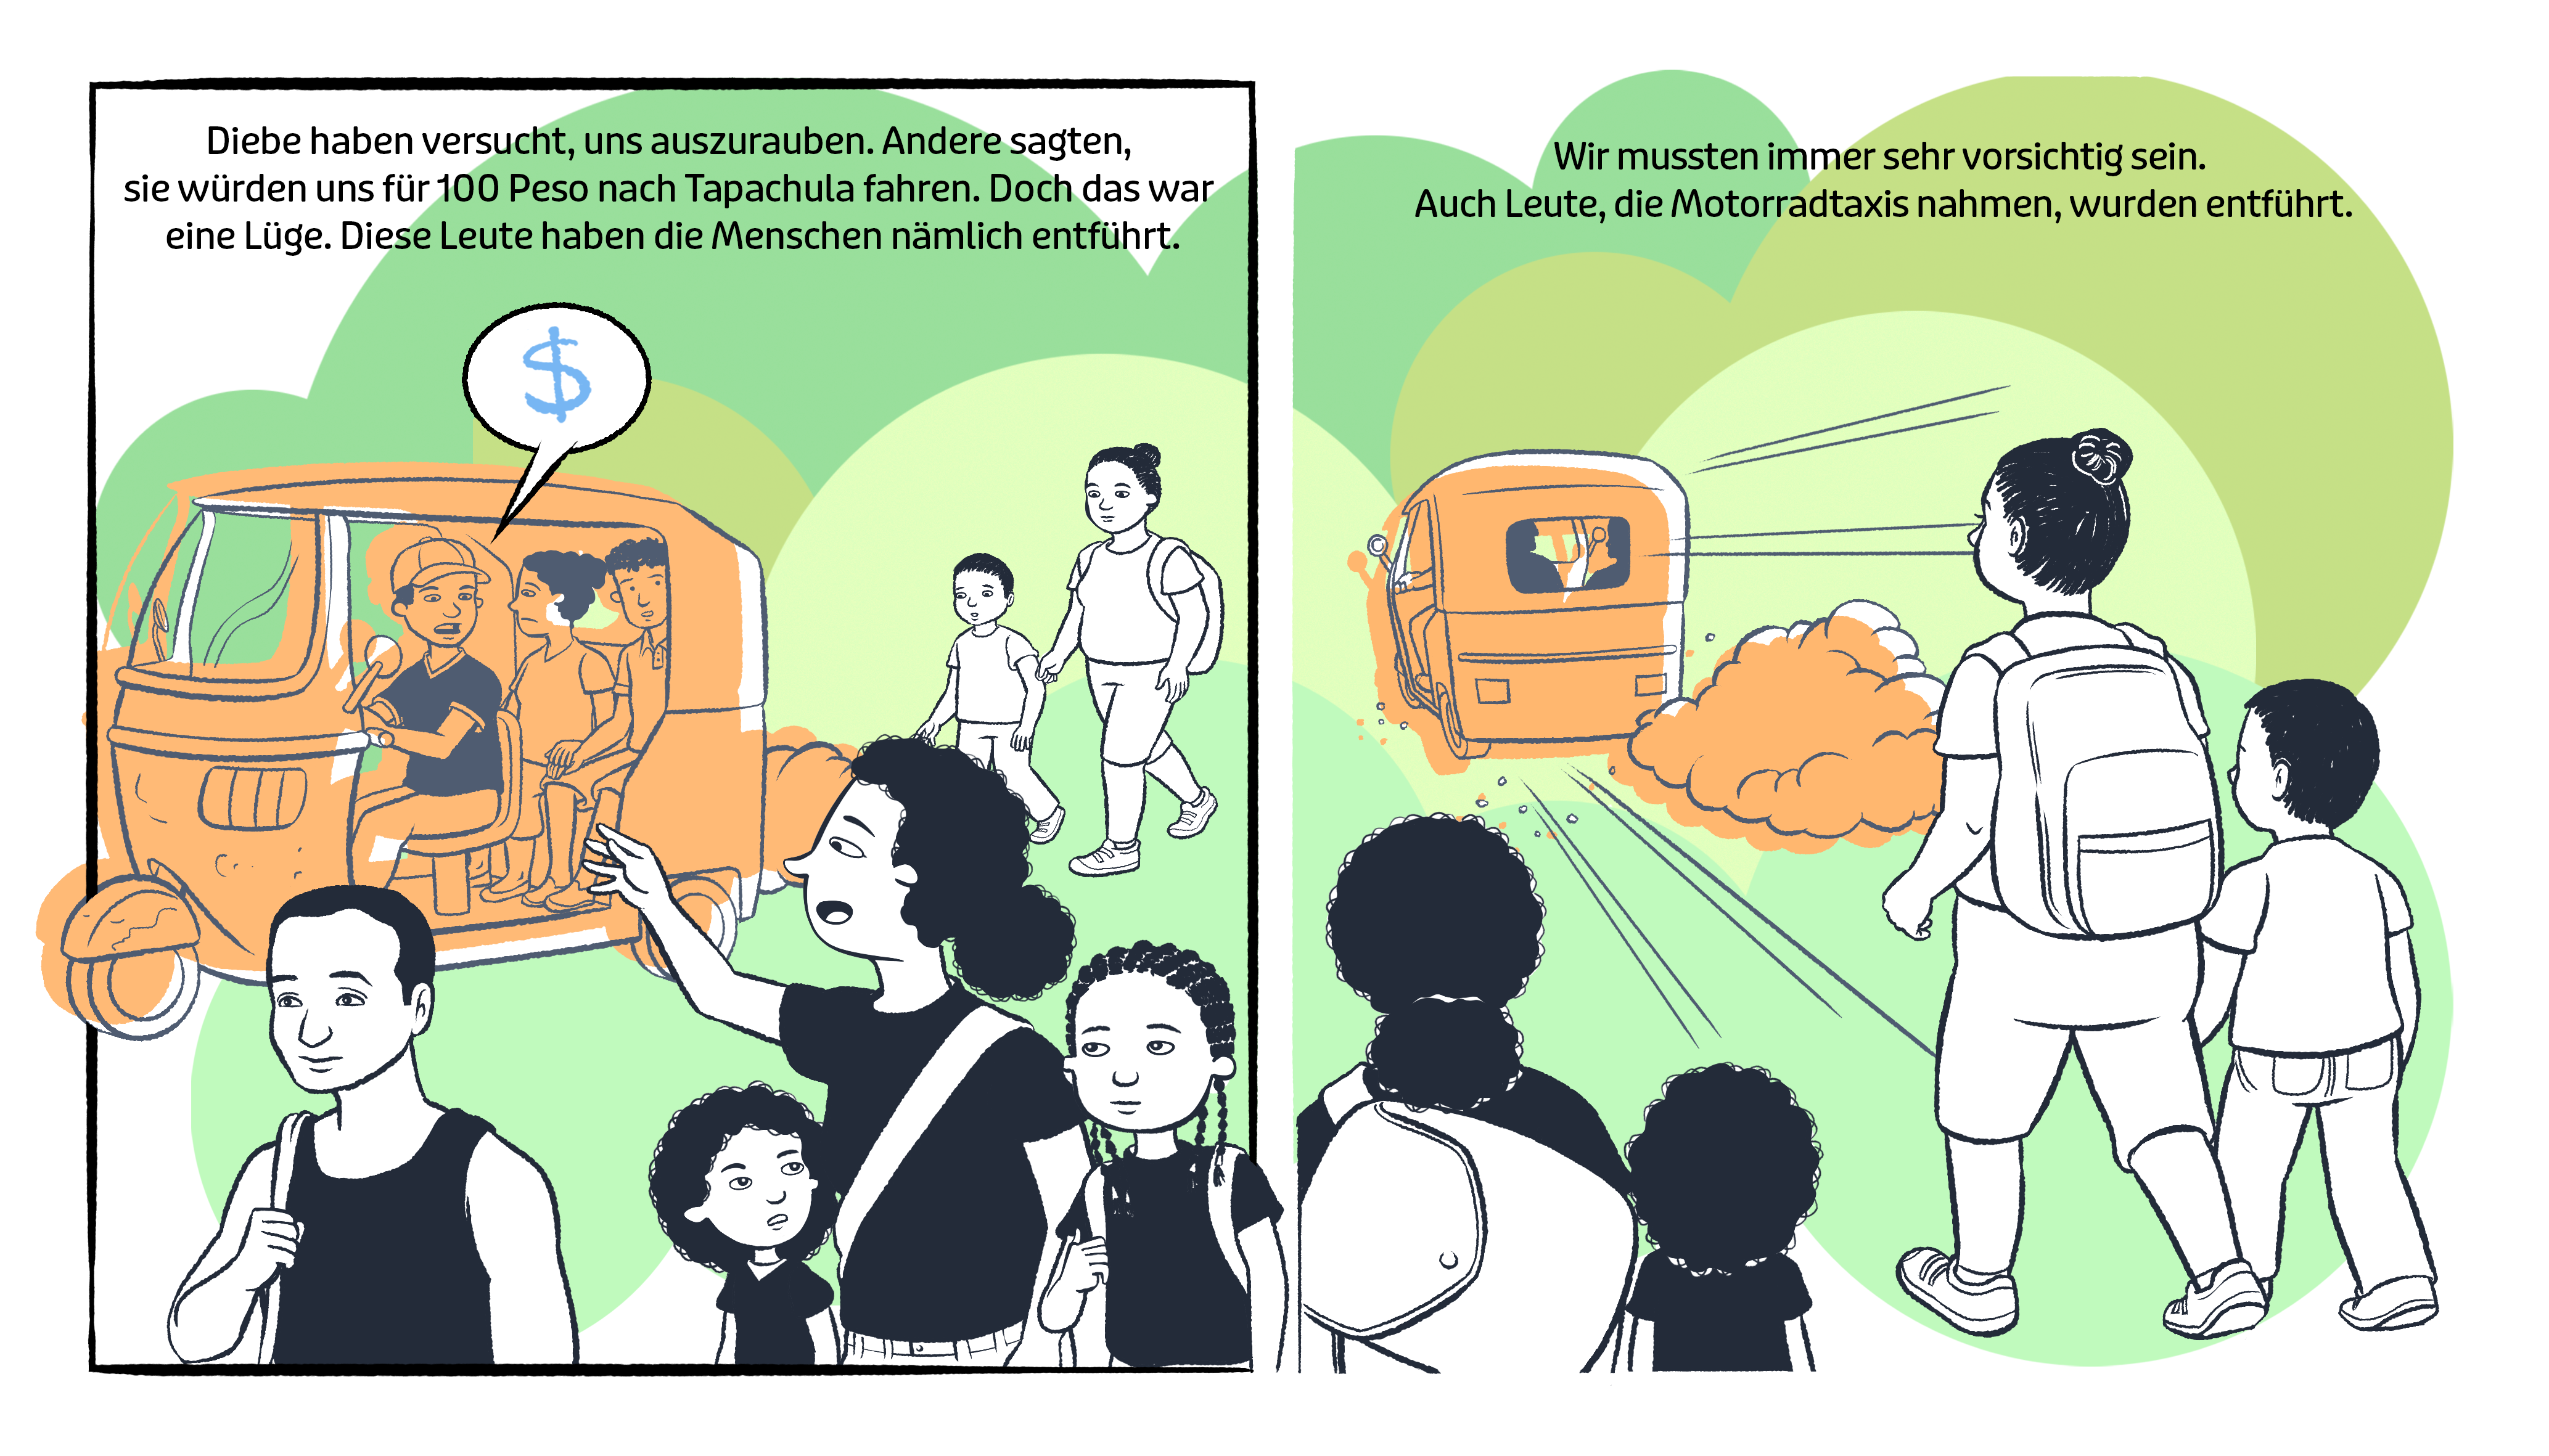 Diebe haben versucht, uns auszurauben. Andere sagten,
sie würden uns für 100 Peso nach Tapachula fahren. Doch das war
eine Lüge. Diese Leute haben die Menschen nämlich entführt.
$
Wir mussten immer sehr vorsichtig sein.
Auch Leute, die Motorradtaxis nahmen, wurden entführt.